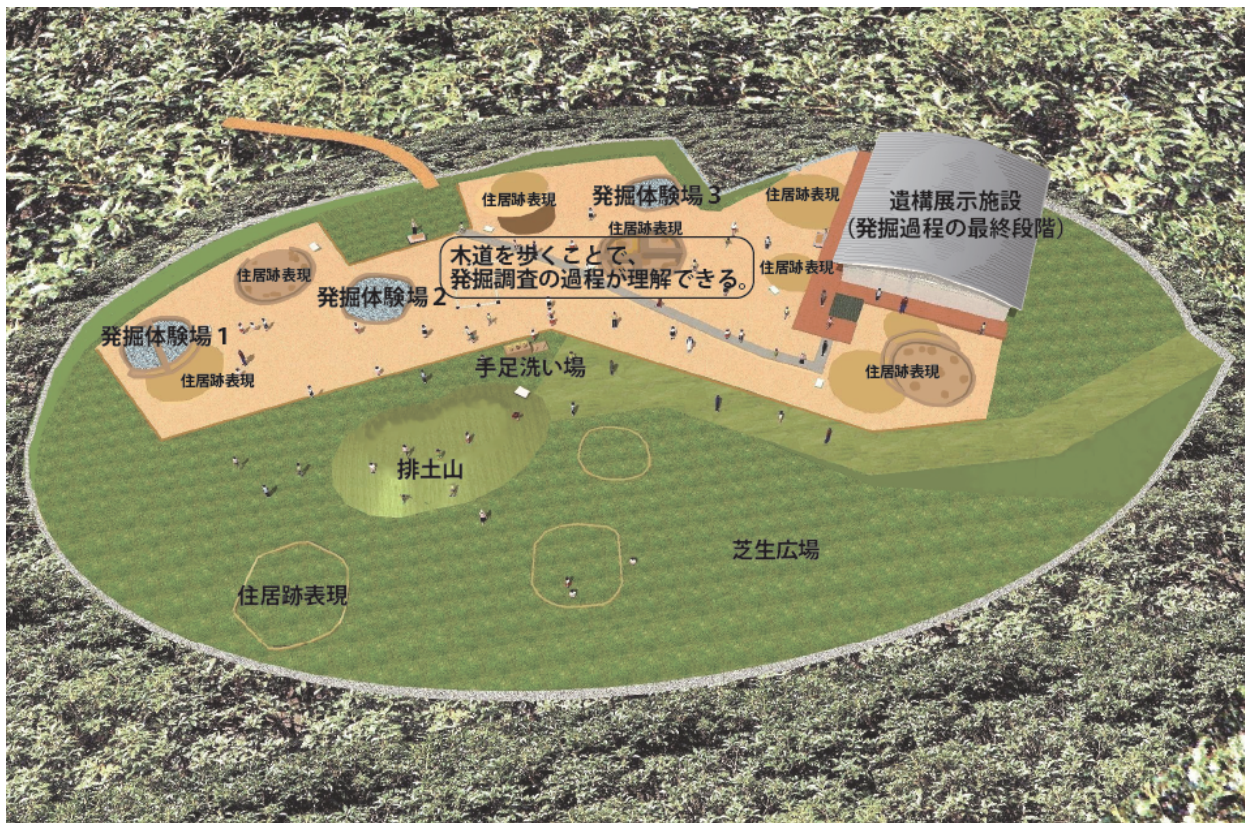 住居跡表現
発掘体験場3
住居跡表現
遺構展示施設
(発掘過程の最終段階)
住居跡表現
木道を歩くことで、
発掘調査の過程が理解できる。
住居跡表現
住居跡表現
発掘体験場2
発掘体験場1
住居跡表現
手足洗い場
住居跡表現
排土山
芝生広場
住居跡表現